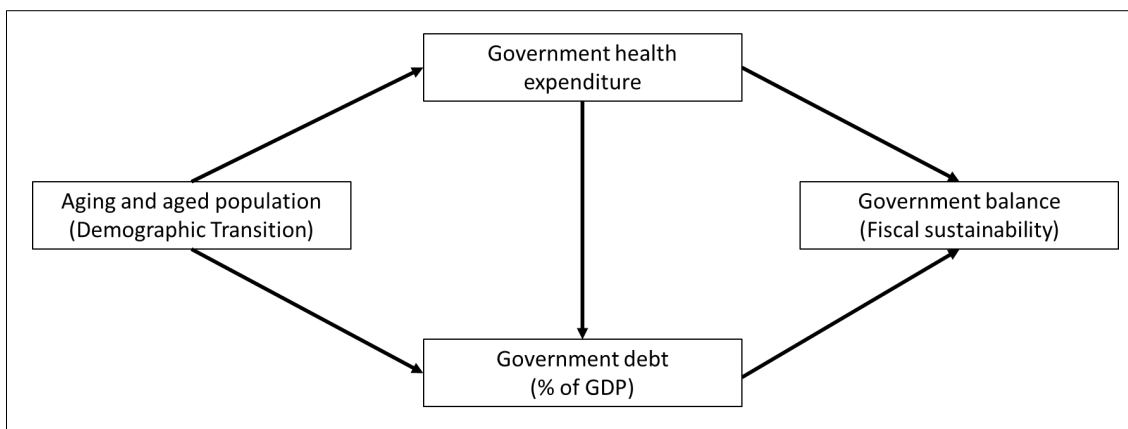 Government health
expenditure
Aging and aged population
(Demographic Transition)
Government balance
(Fiscal sustainability)
Government debt
(% of GDP)